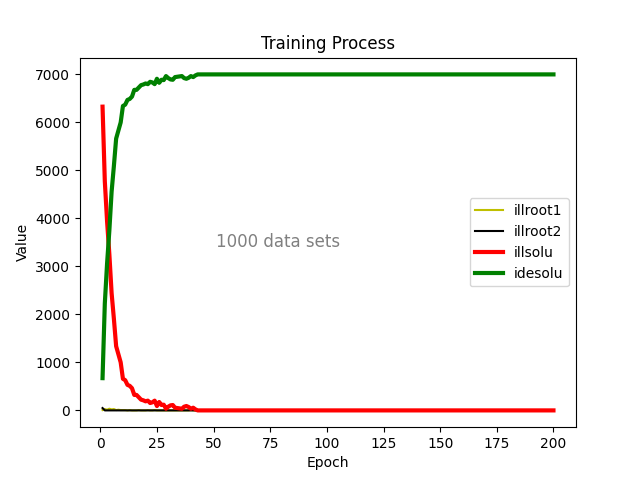 Training Process
Value
7000
6000
5000
4000
3000
2000
1000
0
1000 data sets
illroot1
illroot2
illsolu
idesolu
0 25 50 75 100 125 150 175 200
Epoch